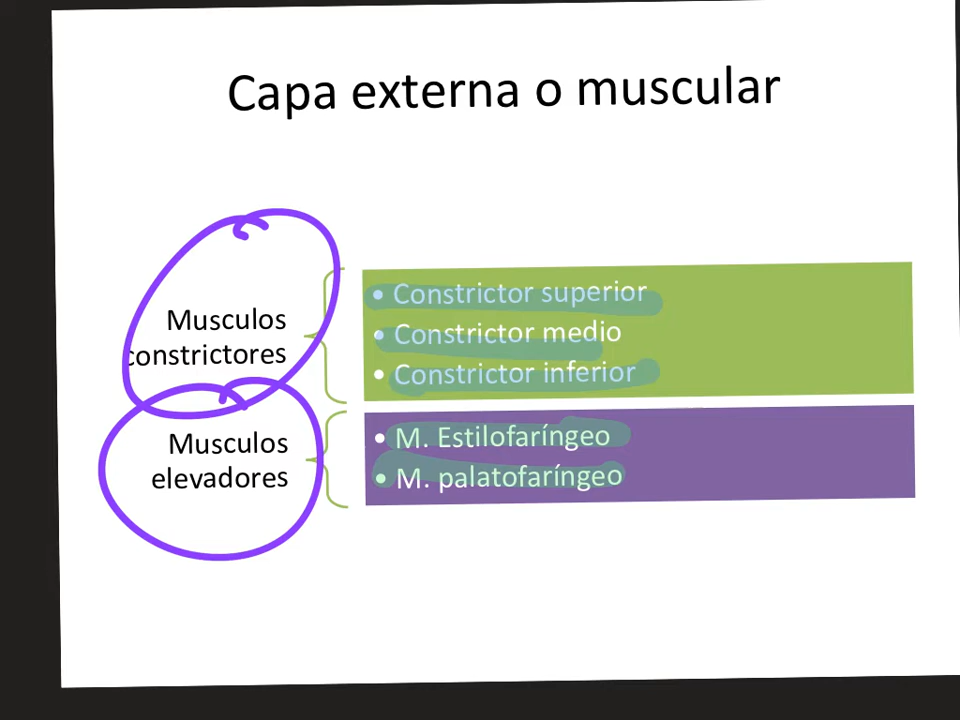 Capa externa o muscular
Musculos
constrictores
• Constrictor superior
• Constrictor medio
• Constrictor inferior
Musculos
elevadores
• M. Estilofaríngeo
• M. palatofaríngeo